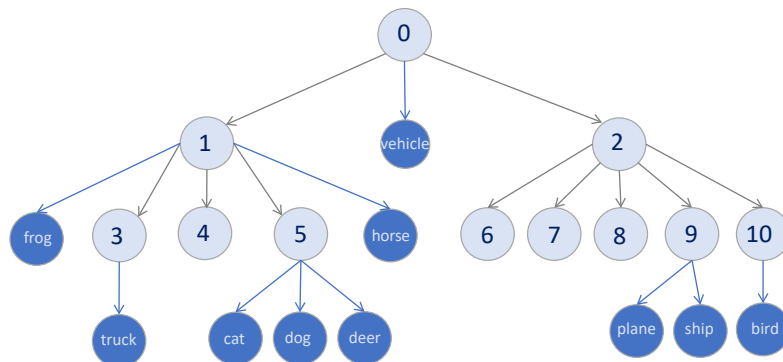 0
vehicle
1
2
frog
3
4
5
horse
6
7
8
9
10
truck
cat
dog
deer
plane
ship
bird